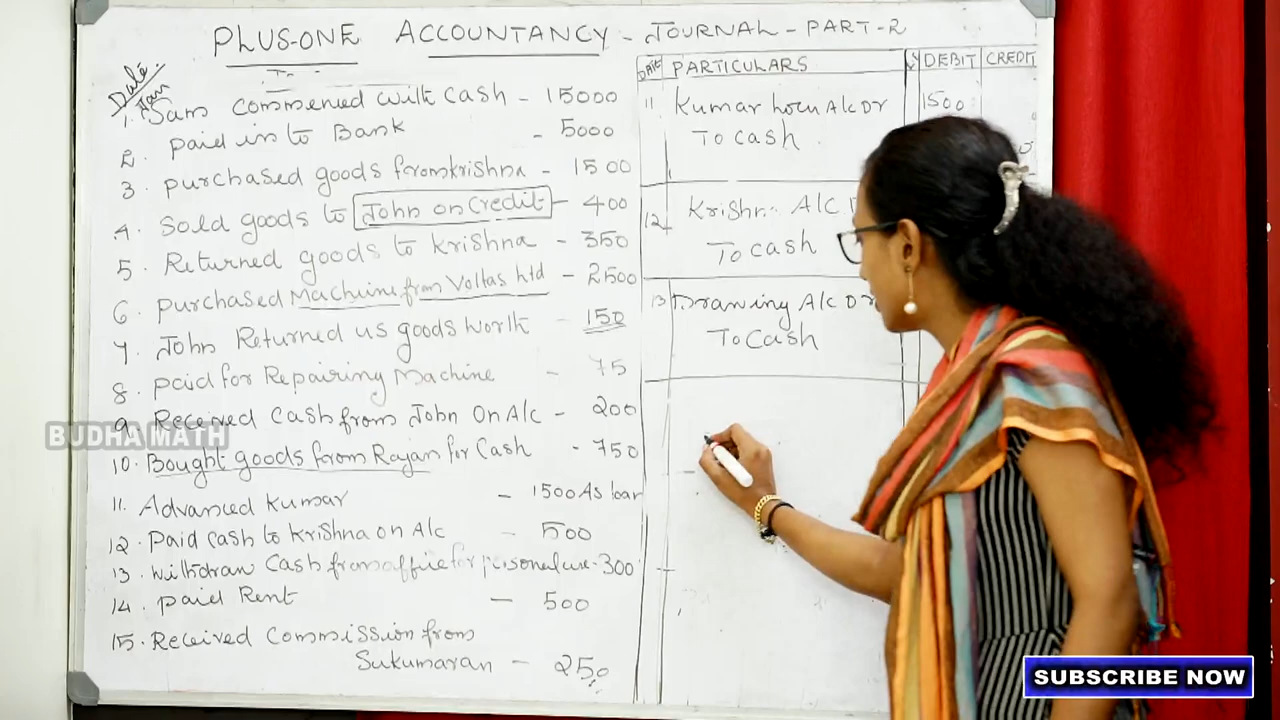 PLUS-ONE ACCOUNTANCY - JOURNAL - PART-2
Date
Jan
1. Sam commened with cash - 15000
2. paid in to Bank - 5000
3. purchased goods from krishna - 1500
4. Sold goods to John on Credit - 400
5. Returned goods to Krishna - 350
6. purchased Machine from Voltas Ltd - 2500
7. John Returned us goods worth - 150
8. paid for Repairing Machine - 75
9. Received Cash from John On A/c - 200
10. Bought goods from Rajan for Cash - 750
11. Advanced Kumar - 1500 As loan
12. Paid cash to Krishna on A/c - 500
13. withdran Cash from office for personal use - 300
14. Paid Rent - 500
15. Received Commission from
Sukumaran - 250
DATE PARTICULARS DEBIT CREDIT
11 Kumar loan A/c Dr 1500
To cash
12 Krishna A/c
To cash
13 Drawing A/c Dr
To Cash
BUDHA MATH
SUBSCRIBE NOW